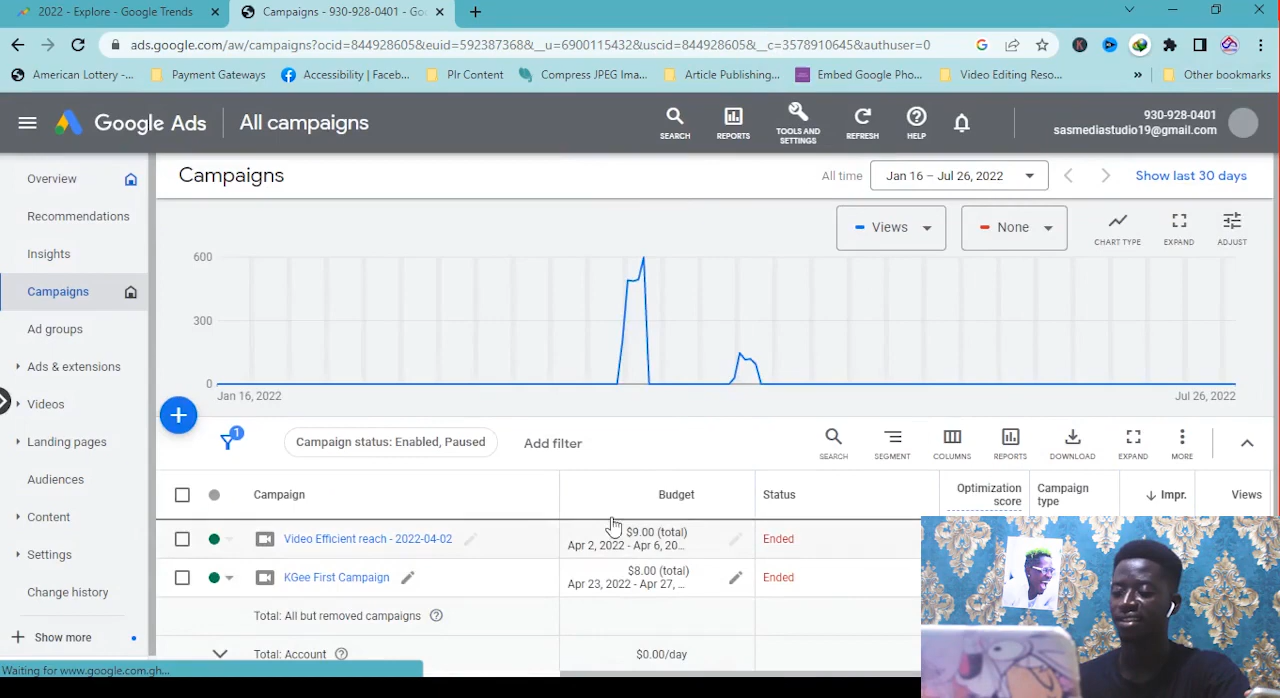 2022 - Explore - Google Trends
Campaigns - 930-928-0401 - Goo
ads.google.com/aw/campaigns?ocid=844928605&euid=592387368&__u=6900115432&uscid=844928605&__c=3578910645&authuser=0
American Lottery -...
Payment Gateways
Accessibility | Faceb...
Plr Content
Compress JPEG Ima...
Article Publishing...
Embed Google Pho...
Video Editing Reso...
»
Other bookmarks
Google Ads
All campaigns
SEARCH
REPORTS
TOOLS AND SETTINGS
REFRESH
HELP
930-928-0401
sasmediastudio19@gmail.com
Overview
Recommendations
Insights
Campaigns
Ad groups
Ads & extensions
Videos
Landing pages
Audiences
Content
Settings
Change history
Show more
Campaigns
All time
Jan 16 – Jul 26, 2022
Show last 30 days
Views
None
CHART TYPE
EXPAND
ADJUST
600
300
0
Jan 16, 2022
Jul 26, 2022
1
Campaign status: Enabled, Paused
Add filter
SEARCH
SEGMENT
COLUMNS
REPORTS
DOWNLOAD
EXPAND
MORE
Campaign
Budget
Status
Optimization score
Campaign type
Impr.
Views
Video Efficient reach - 2022-04-02
$9.00 (total)
Apr 2, 2022 - Apr 6, 20...
Ended
KGee First Campaign
$8.00 (total)
Apr 23, 2022 - Apr 27, ...
Ended
Total: All but removed campaigns
Total: Account
$0.00/day
Waiting for www.google.com.gh...